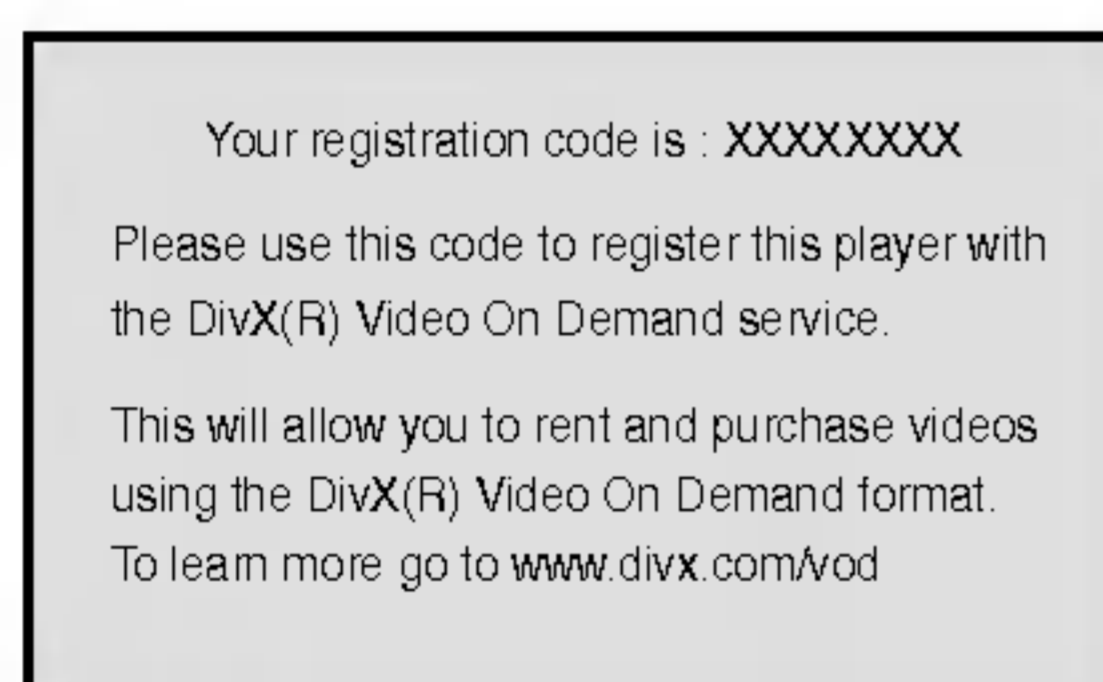 Your registration code is : XXXXXXXX
Please use this code to register this player with
the DivX(R) Video On Demand service.
This will allow you to rent and purchase videos
using the DivX(R) Video On Demand format.
To learn more go to www.divx.com/vod